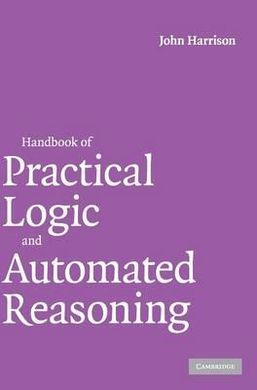 John Harrison
Handbook of
Practical
Logic
and
Automated
Reasoning
CAMBRIDGE